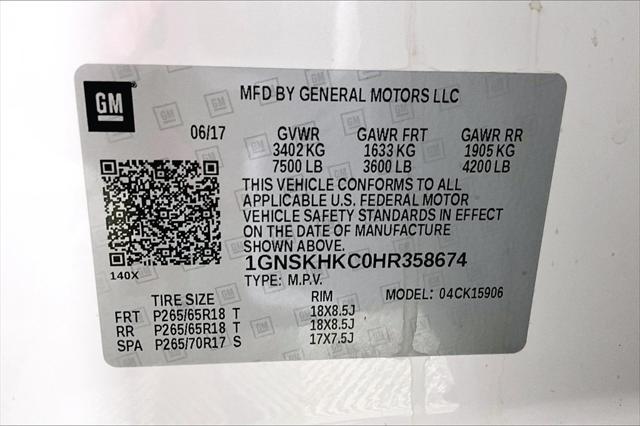 GM
MFD BY GENERAL MOTORS LLC
06/17 GVWR GAWR FRT GAWR RR
3402 KG 1633 KG 1905 KG
7500 LB 3600 LB 4200 LB
THIS VEHICLE CONFORMS TO ALL
APPLICABLE U.S. FEDERAL MOTOR
VEHICLE SAFETY STANDARDS IN EFFECT
ON THE DATE OF MANUFACTURE
SHOWN ABOVE.
140X
1GNSKHKC0HR358674
TYPE: M.P.V. MODEL: 04CK15906
TIRE SIZE RIM
FRT P265/65R18 T 18X8.5J
RR P265/65R18 T 18X8.5J
SPA P265/70R17 S 17X7.5J